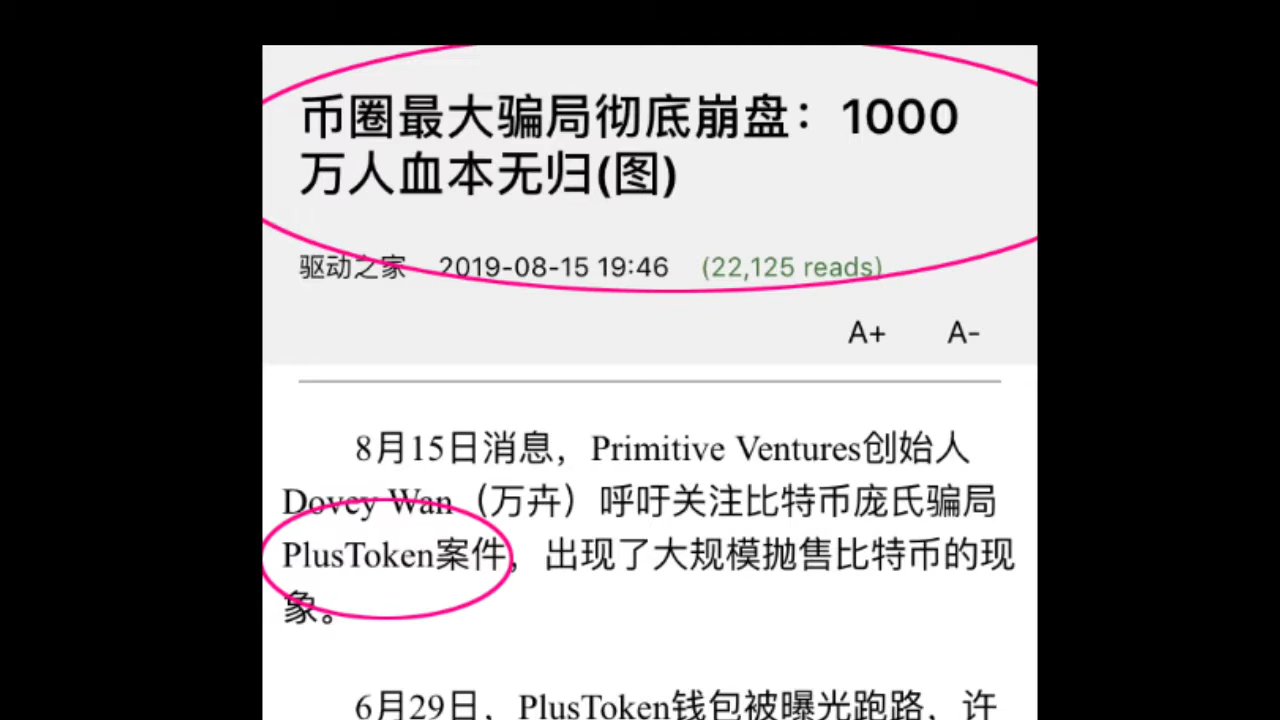 币圈最大骗局彻底崩盘：1000
万人血本无归(图)
驱动之家 2019-08-15 19:46 (22,125 reads)
A+ A-
8月15日消息，Primitive Ventures创始人
Dovey Wan（万卉）呼吁关注比特币庞氏骗局
PlusToken案件，出现了大规模抛售比特币的现
象。
6月29日，PlusToken钱包被曝光跑路，许